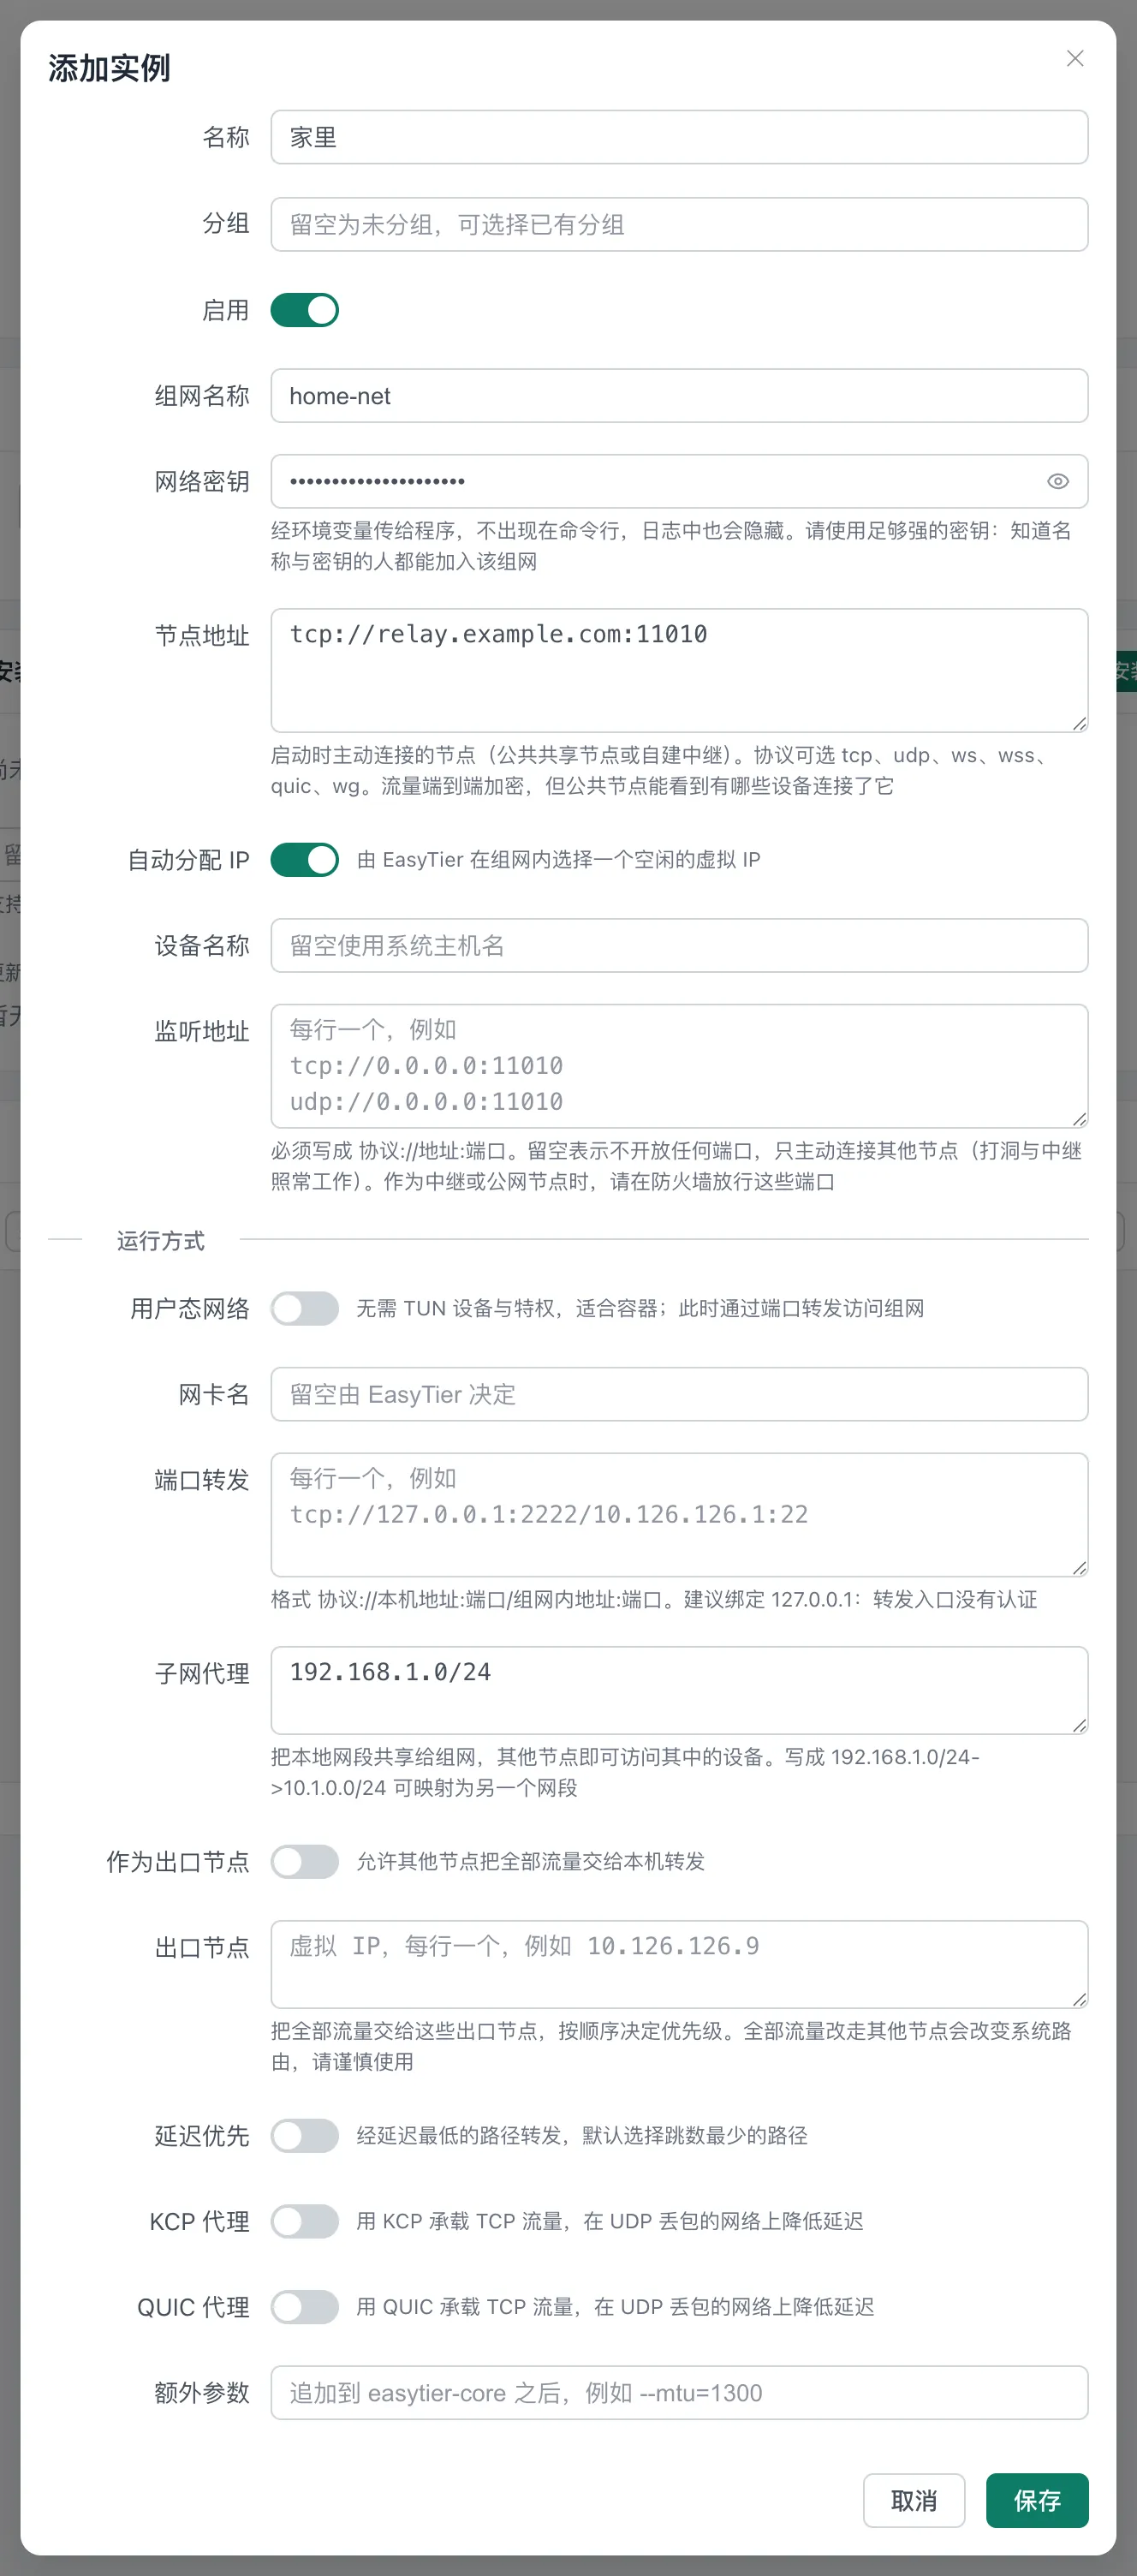 添加实例
名称
家里
分组
留空为未分组，可选择已有分组
启用
组网名称
home-net
网络密钥
•••••••••••••••••••••
经环境变量传给程序，不出现在命令行，日志中也会隐藏。请使用足够强的密钥：知道名
称与密钥的人都能加入该组网
节点地址
tcp://relay.example.com:11010
启动时主动连接的节点（公共共享节点或自建中继）。协议可选 tcp、udp、ws、wss、
quic、wg。流量端到端加密，但公共节点能看到有哪些设备连接了它
自动分配 IP
由 EasyTier 在组网内选择一个空闲的虚拟 IP
设备名称
留空使用系统主机名
监听地址
每行一个，例如
tcp://0.0.0.0:11010
udp://0.0.0.0:11010
必须写成 协议://地址:端口。留空表示不开放任何端口，只主动连接其他节点（打洞与中继
照常工作）。作为中继或公网节点时，请在防火墙放行这些端口
运行方式
用户态网络
无需 TUN 设备与特权，适合容器；此时通过端口转发访问组网
网卡名
留空由 EasyTier 决定
端口转发
每行一个，例如
tcp://127.0.0.1:2222/10.126.126.1:22
格式 协议://本机地址:端口/组网内地址:端口。建议绑定 127.0.0.1：转发入口没有认证
子网代理
192.168.1.0/24
把本地网段共享给组网，其他节点即可访问其中的设备。写成 192.168.1.0/24-
>10.1.0.0/24 可映射为另一个网段
作为出口节点
允许其他节点把全部流量交给本机转发
出口节点
虚拟 IP，每行一个，例如 10.126.126.9
把全部流量交给这些出口节点，按顺序决定优先级。全部流量改走其他节点会改变系统路
由，请谨慎使用
延迟优先
经延迟最低的路径转发，默认选择跳数最少的路径
KCP 代理
用 KCP 承载 TCP 流量，在 UDP 丢包的网络上降低延迟
QUIC 代理
用 QUIC 承载 TCP 流量，在 UDP 丢包的网络上降低延迟
额外参数
追加到 easytier-core 之后，例如 --mtu=1300
取消
保存